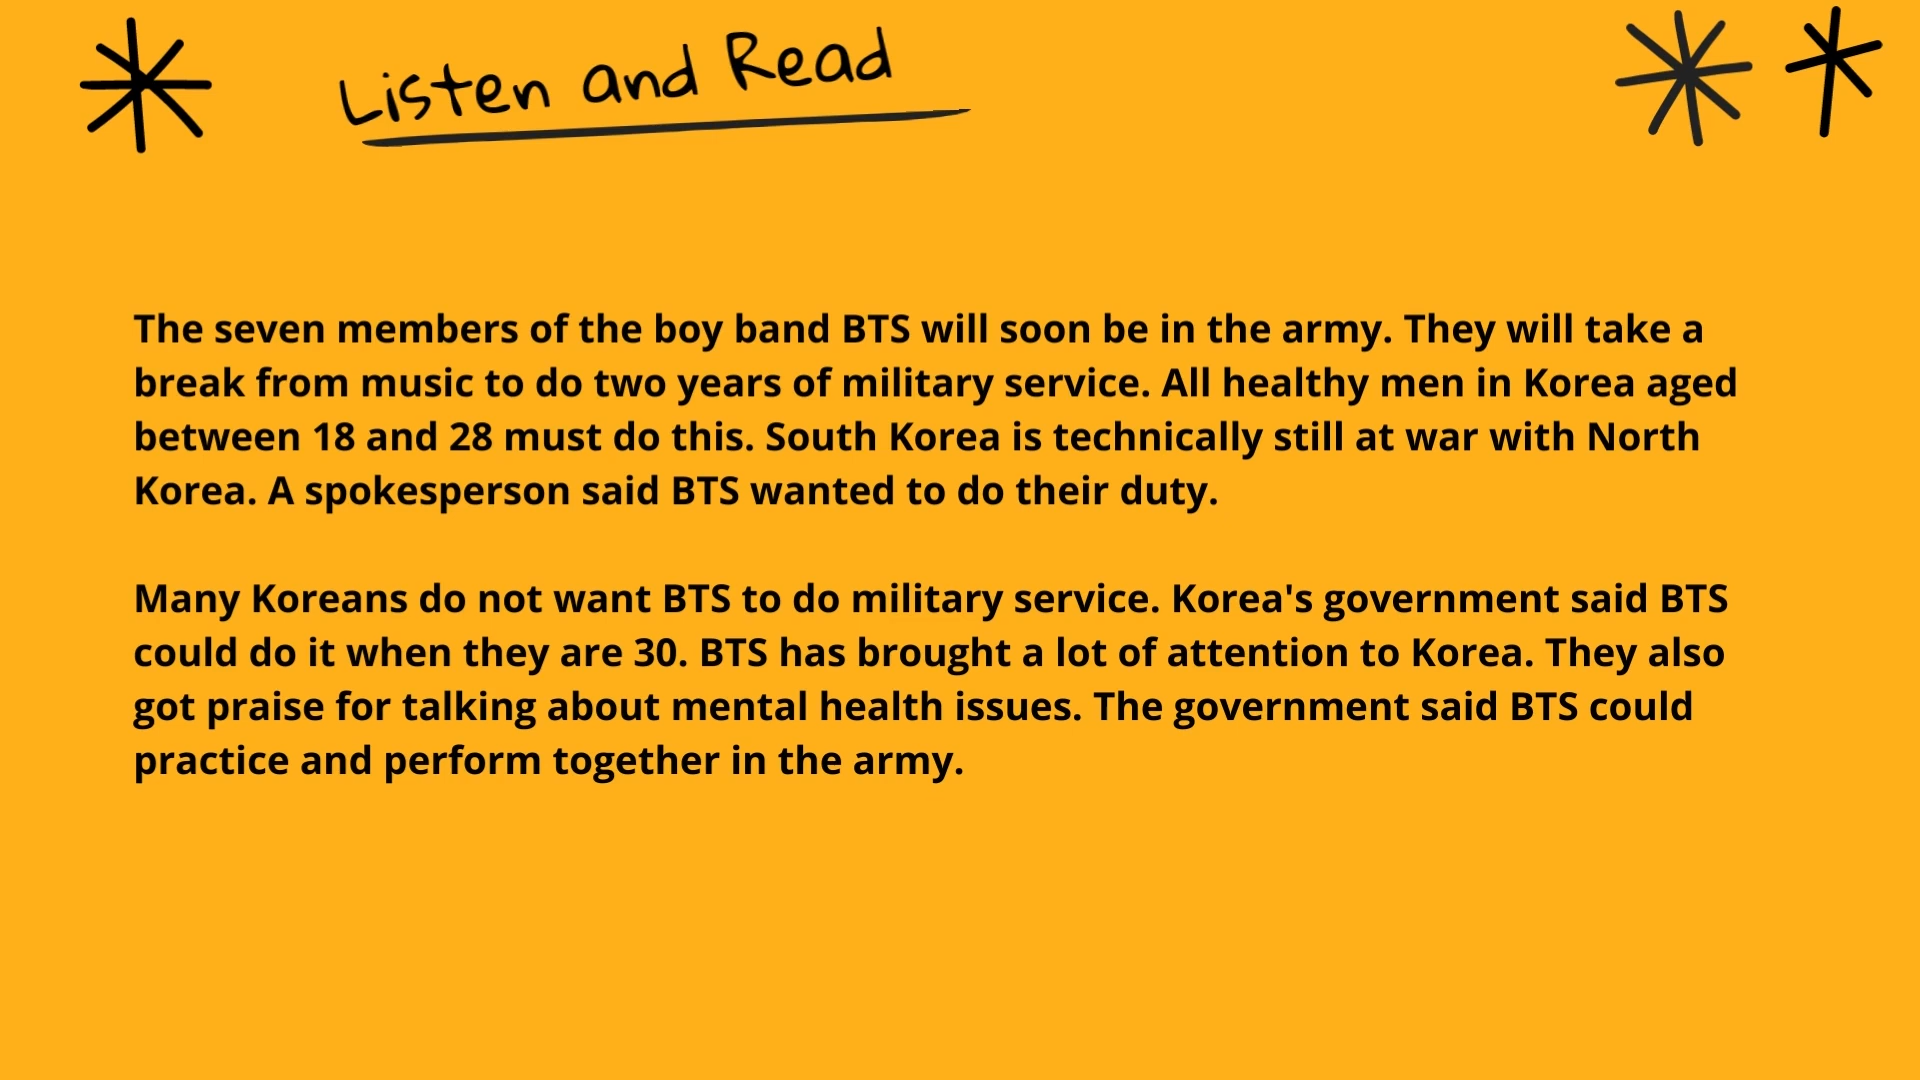 Listen and Read
The seven members of the boy band BTS will soon be in the army. They will take a
break from music to do two years of military service. All healthy men in Korea aged
between 18 and 28 must do this. South Korea is technically still at war with North
Korea. A spokesperson said BTS wanted to do their duty.
Many Koreans do not want BTS to do military service. Korea's government said BTS
could do it when they are 30. BTS has brought a lot of attention to Korea. They also
got praise for talking about mental health issues. The government said BTS could
practice and perform together in the army.